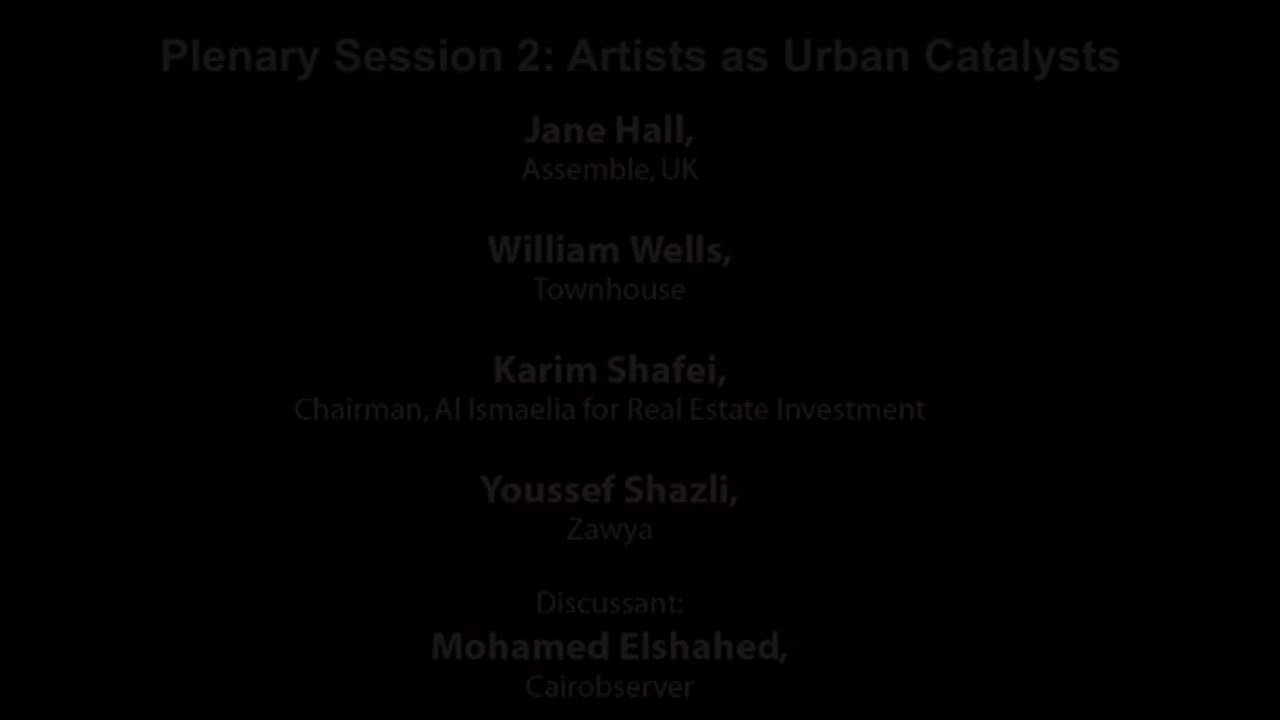 Plenary Session 2: Artists as Urban Catalysts
Jane Hall,
Assemble, UK
William Wells,
Townhouse
Karim Shafei,
Chairman, Al Ismaelia for Real Estate Investment
Youssef Shazli,
Zawya
Discussant:
Mohamed Elshahed,
Cairobserver